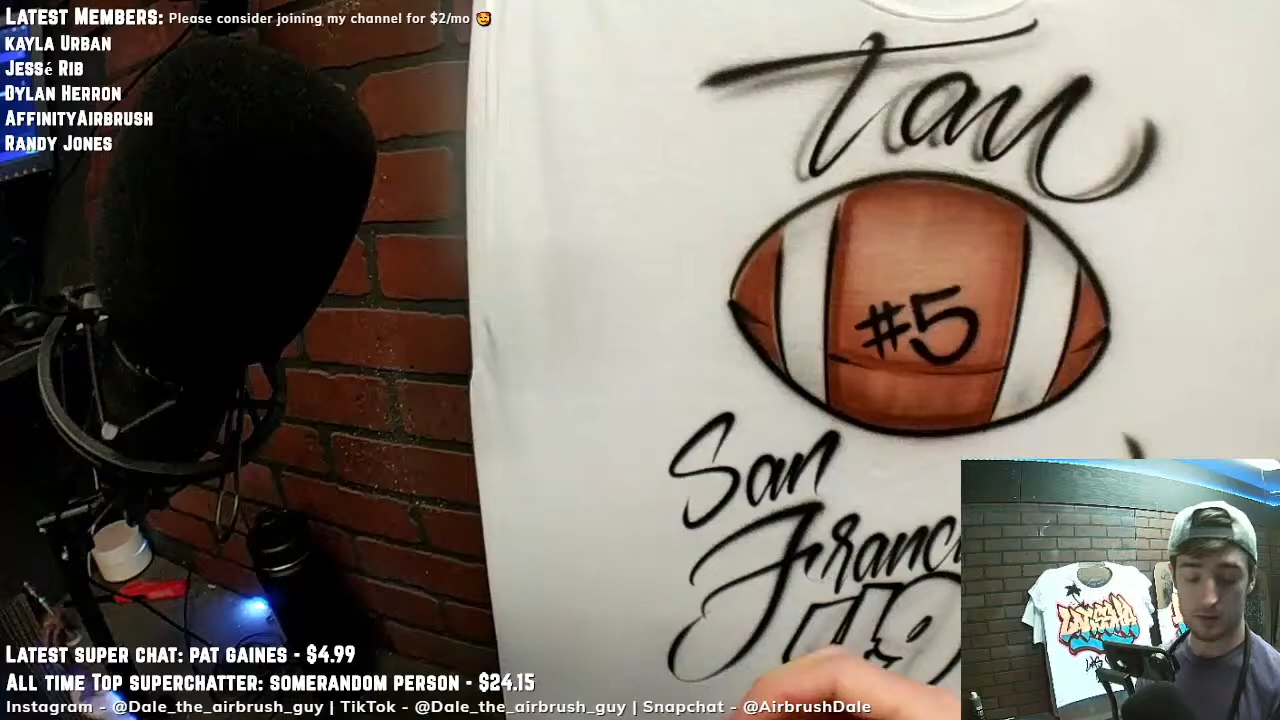 Latest Members: Please consider joining my channel for $2/mo
Kayla Urban
Jessé Rib
Dylan Herron
AffinityAirbrush
Randy Jones
Tau
#5
San
Latest super chat: pat gaines - $4.99
All time Top superchatter: somerandom person - $24.15
Instagram - @Dale_the_airbrush_guy | TikTok - @Dale_the_airbrush_guy | Snapchat - @AirbrushDale